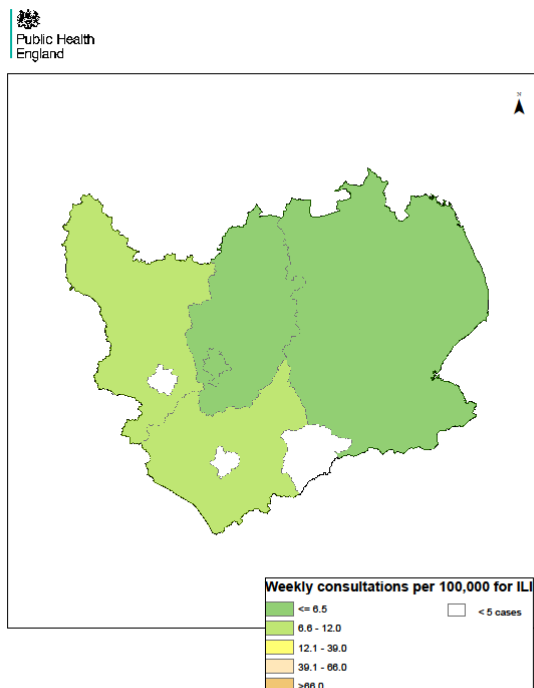 Public Health
England
N
Weekly consultations per 100,000 for ILI
<= 6.5
< 5 cases
6.6 - 12.0
12.1 - 39.0
39.1 - 66.0
>66.0